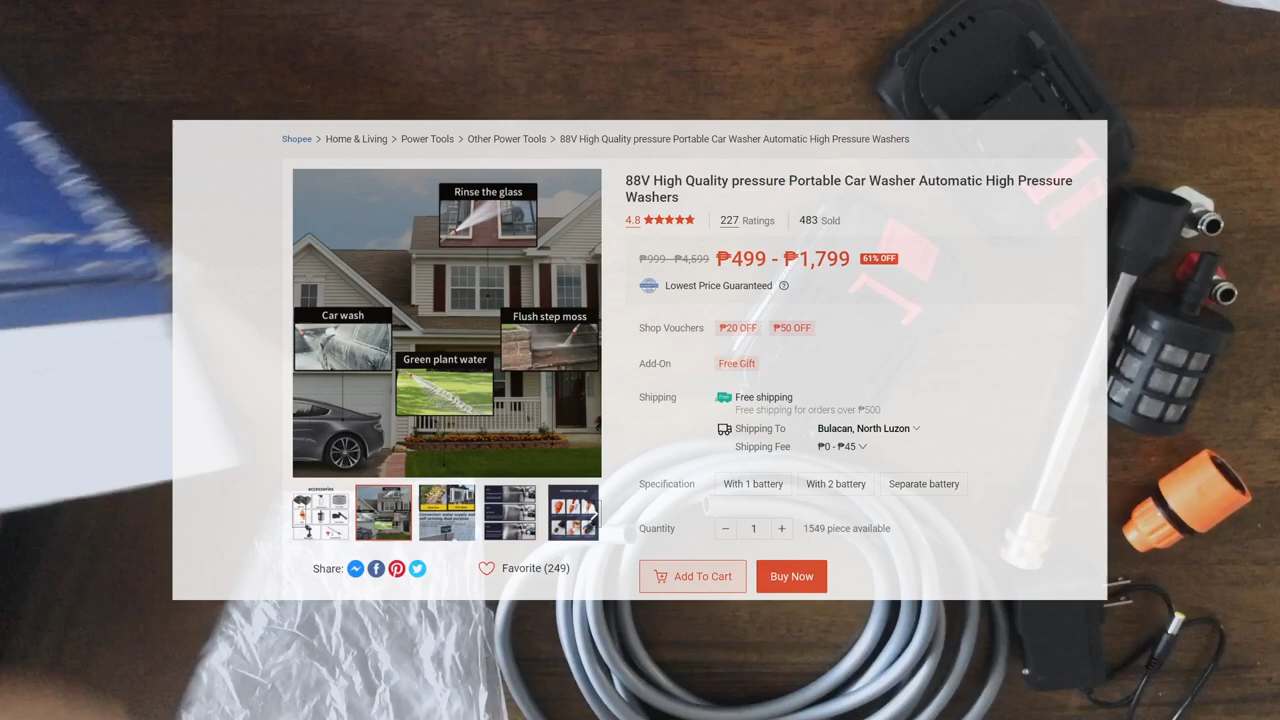 Shopee > Home & Living > Power Tools > Other Power Tools > 88V High Quality pressure Portable Car Washer Automatic High Pressure Washers
Rinse the glass
Car wash
Flush step moss
Green plant water
accessories
Share:
Favorite (249)
88V High Quality pressure Portable Car Washer Automatic High Pressure
Washers
4.8 227 Ratings 483 Sold
₱999 - ₱4,599 ₱499 - ₱1,799 61% OFF
Lowest Price Guaranteed
Shop Vouchers ₱20 OFF ₱50 OFF
Add-On Free Gift
Shipping Free shipping
Free shipping for orders over ₱500
Shipping To Bulacan, North Luzon
Shipping Fee ₱0 - ₱45
Specification With 1 battery With 2 battery Separate battery
Quantity − 1 + 1549 piece available
Add To Cart Buy Now